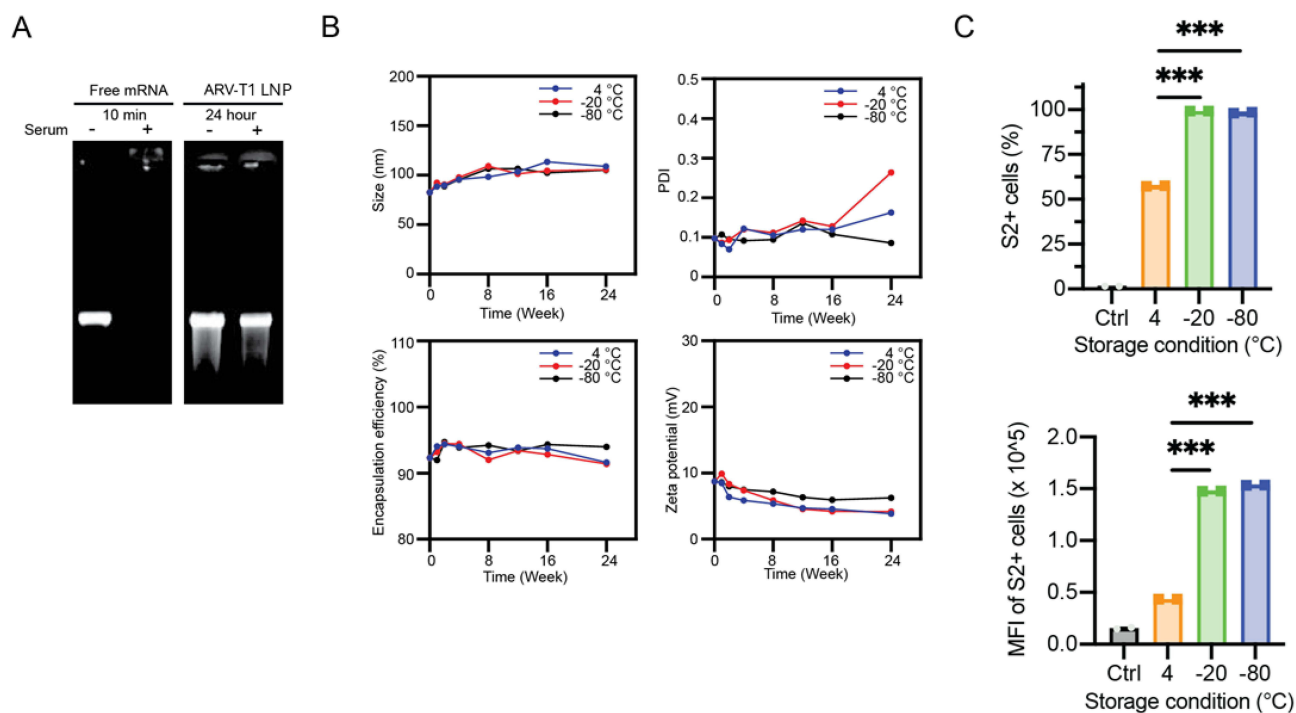 A
Free mRNA
ARV-T1 LNP
10 min
24 hour
Serum
-
+
-
+
B
Size (nm)
200
150
100
50
0
4 °C
-20 °C
-80 °C
0
8
16
24
Time (Week)
PDI
0.5
0.4
0.3
0.2
0.1
0
4 °C
-20 °C
-80 °C
0
8
16
24
Time (Week)
Encapsulation efficiency (%)
110
100
90
80
4 °C
-20 °C
-80 °C
0
8
16
24
Time (Week)
Zeta potential (mV)
30
20
10
0
4 °C
-20 °C
-80 °C
0
8
16
24
Time (Week)
C
***
***
S2+ cells (%)
100
75
50
25
0
Ctrl
4
-20
-80
Storage condition (°C)
***
***
MFI of S2+ cells (x 10^5)
2.0
1.5
1.0
0.5
0.0
Ctrl
4
-20
-80
Storage condition (°C)